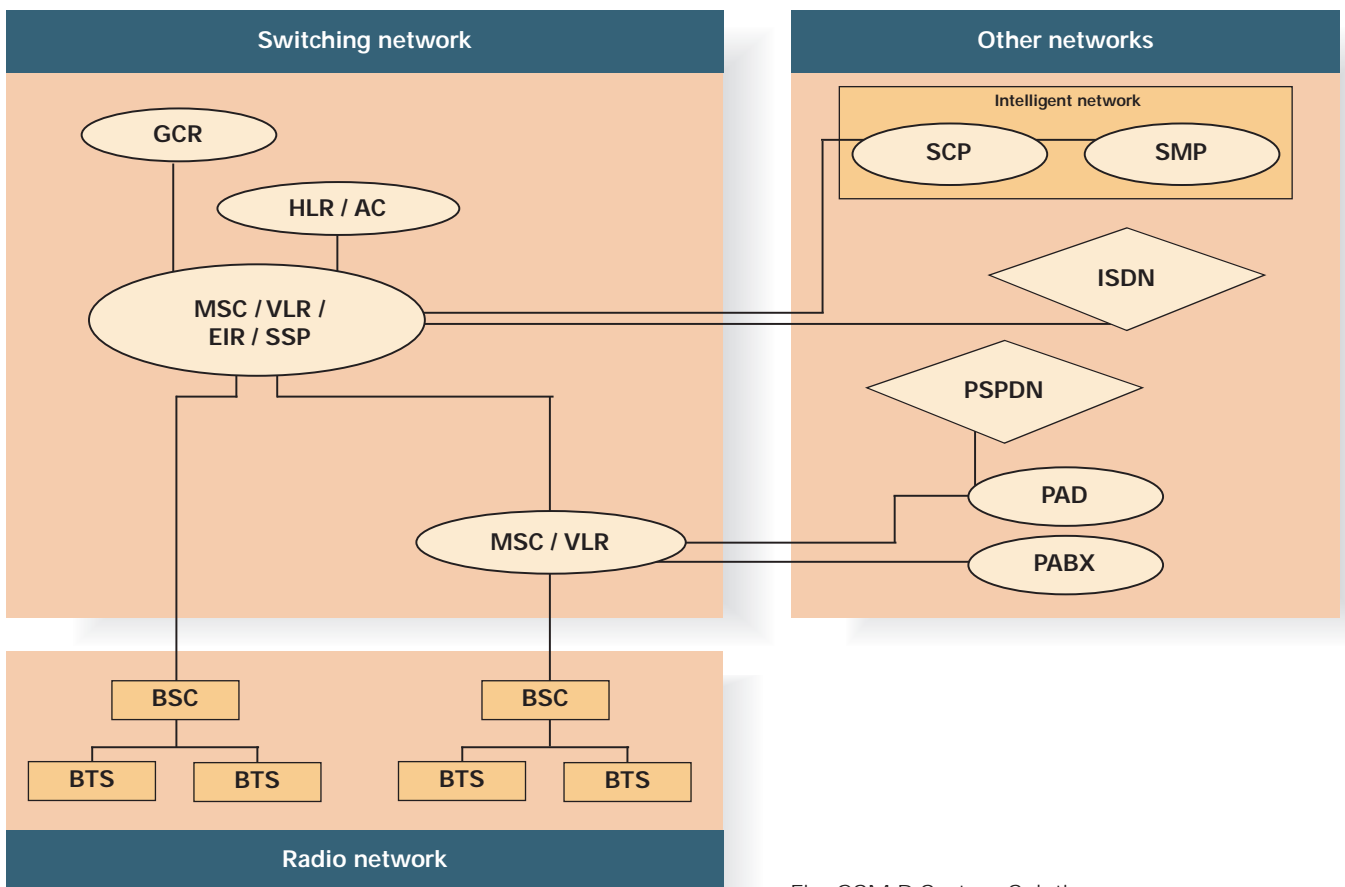 Switching network
GCR
HLR / AC
MSC / VLR /
EIR / SSP
MSC / VLR
Other networks
Intelligent network
SCP
SMP
ISDN
PSPDN
PAD
PABX
BSC
BSC
BTS
BTS
BTS
BTS
Radio network